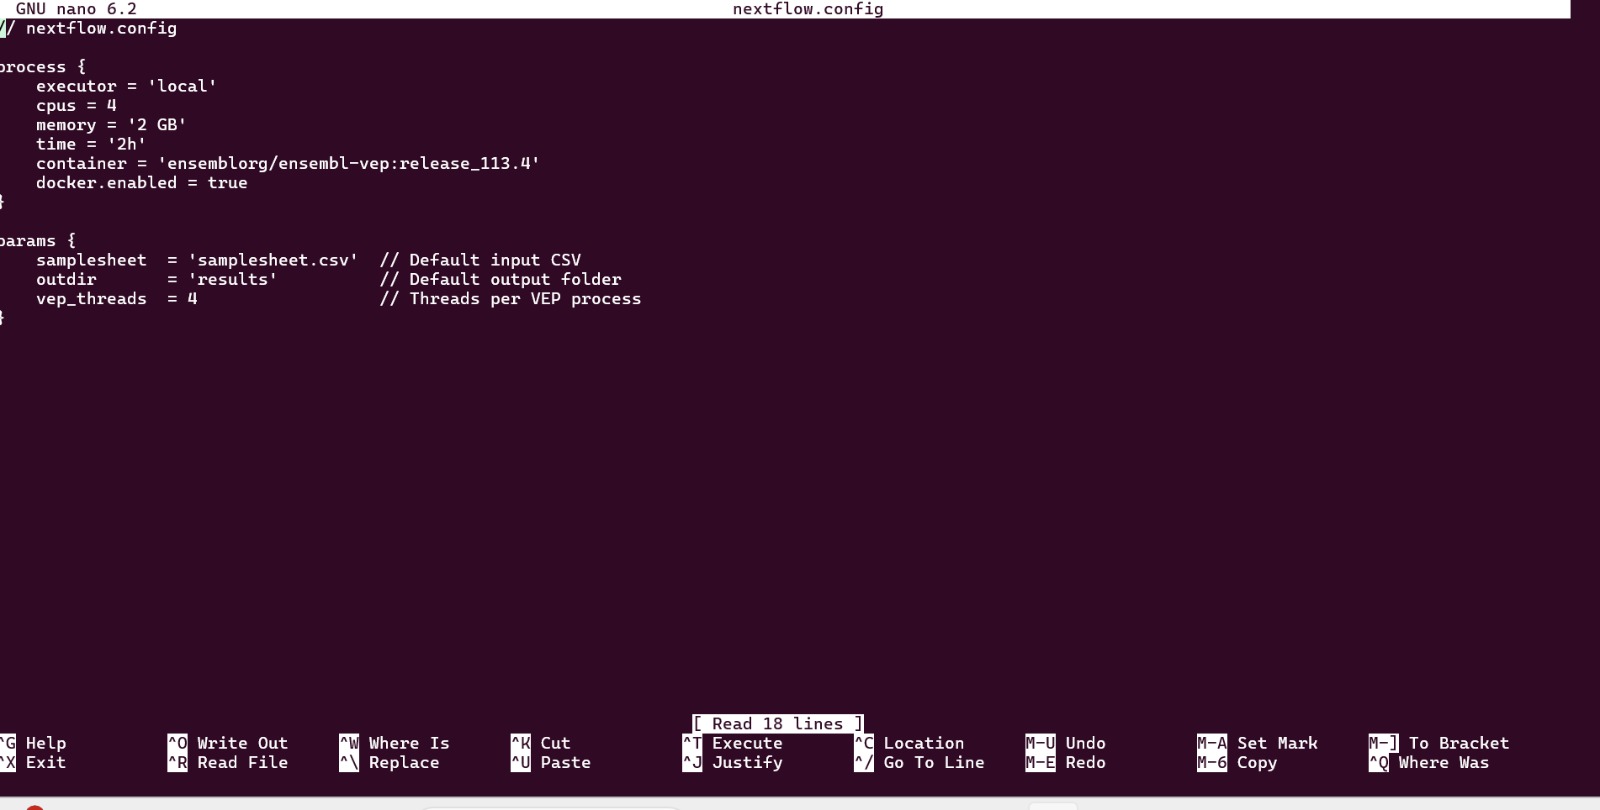 GNU nano 6.2 nextflow.config
// nextflow.config
process {
    executor = 'local'
    cpus = 4
    memory = '2 GB'
    time = '2h'
    container = 'ensemblorg/ensembl-vep:release_113.4'
    docker.enabled = true
}
params {
    samplesheet  = 'samplesheet.csv'  // Default input CSV
    outdir       = 'results'          // Default output folder
    vep_threads  = 4                  // Threads per VEP process
}
[ Read 18 lines ]
^G Help ^O Write Out ^W Where Is ^K Cut ^T Execute ^C Location M-U Undo M-A Set Mark M-] To Bracket
^X Exit ^R Read File ^\ Replace ^U Paste ^J Justify ^/ Go To Line M-E Redo M-6 Copy ^Q Where Was